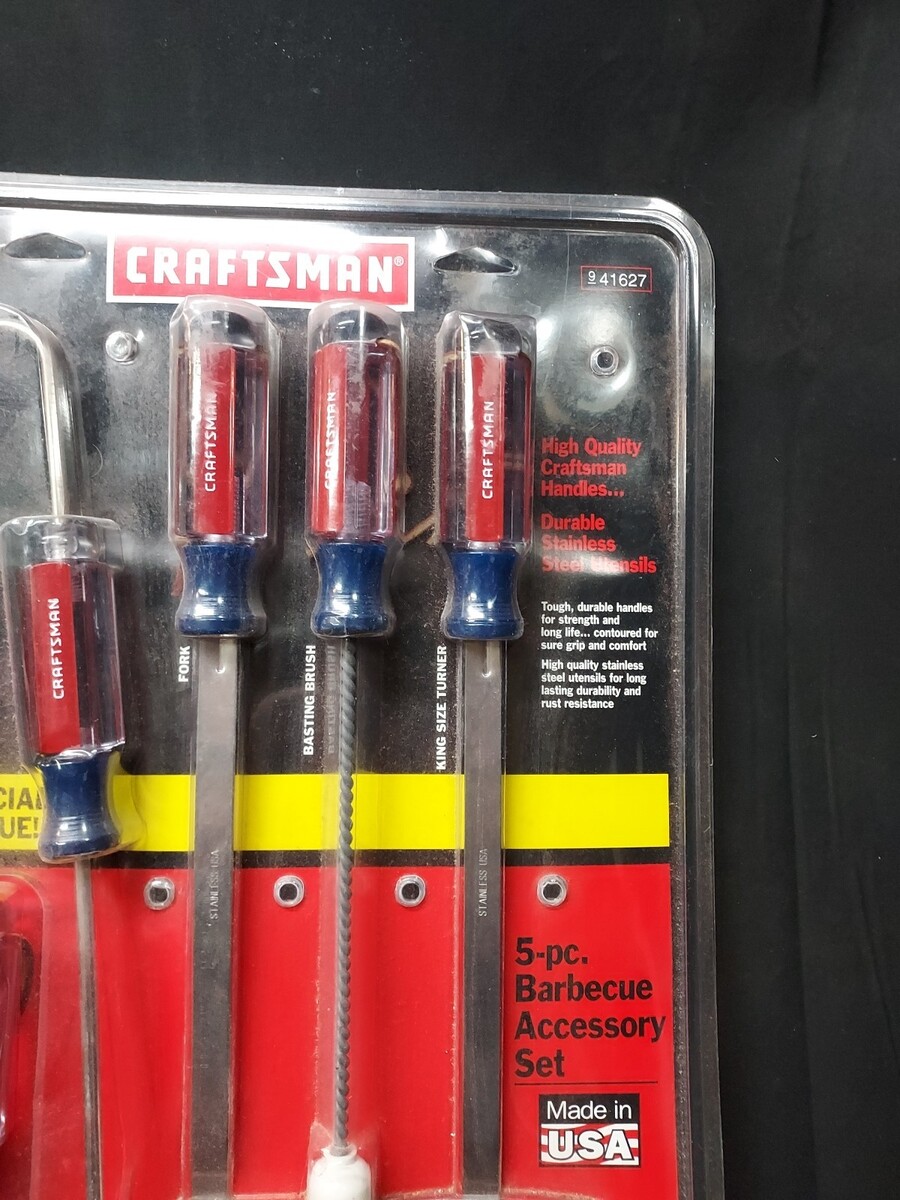 CRAFTSMAN®
9 41627
CRAFTSMAN
CRAFTSMAN
CRAFTSMAN
CRAFTSMAN
High Quality
Craftsman
Handles...
Durable
Stainless
Steel Utensils
Tough, durable handles
for strength and
long life... contoured for
sure grip and comfort
High quality stainless
steel utensils for long
lasting durability and
rust resistance
FORK
BASTING BRUSH
KING SIZE TURNER
CIAL
UE!
STAINLESS USA
STAINLESS USA
5-pc.
Barbecue
Accessory
Set
Made in
USA